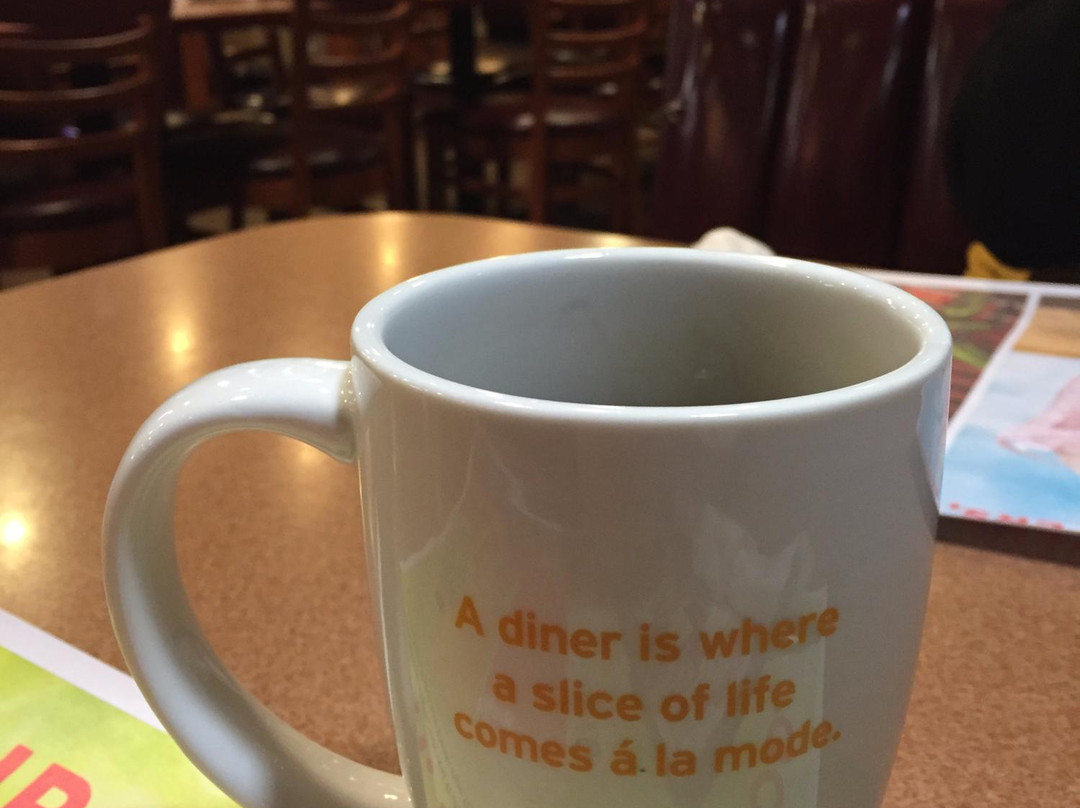 A diner is where
a slice of life
comes á la mode.